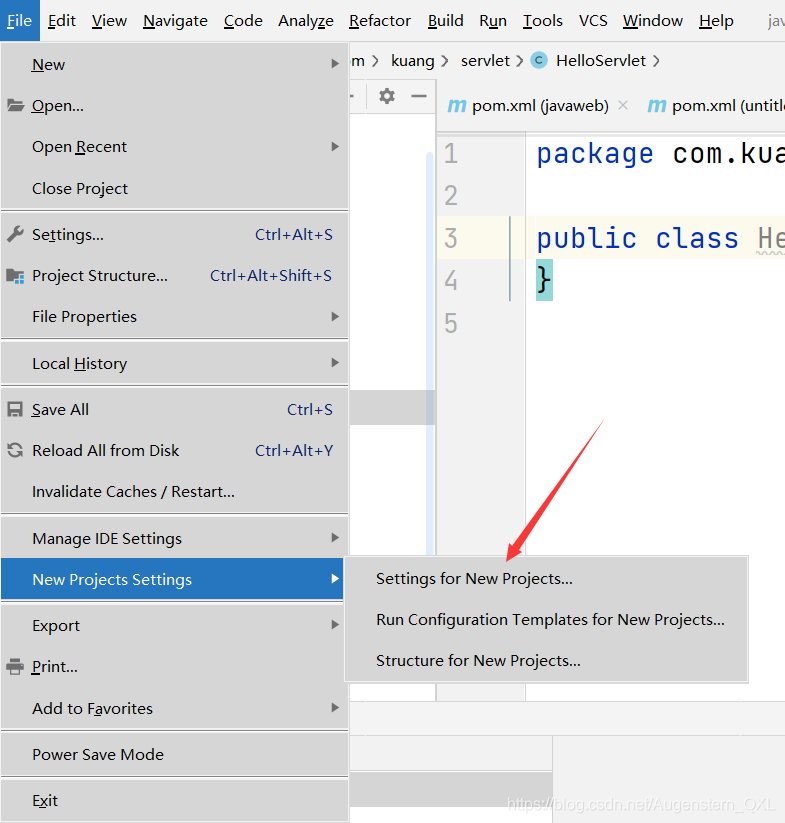 File Edit View Navigate Code Analyze Refactor Build Run Tools VCS Window Help jav
om kuang servlet C HelloServlet
m pom.xml (javaweb) m pom.xml (untitle
New
Open...
Open Recent
Close Project
Settings... Ctrl+Alt+S
Project Structure... Ctrl+Alt+Shift+S
File Properties
Local History
Save All Ctrl+S
Reload All from Disk Ctrl+Alt+Y
Invalidate Caches / Restart...
Manage IDE Settings
New Projects Settings
Export
Print...
Add to Favorites
Power Save Mode
Exit
Settings for New Projects...
Run Configuration Templates for New Projects...
Structure for New Projects...
1 package com.kua
2
3 public class He
4 }
5
https://blog.csdn.net/Augenstern_QXL